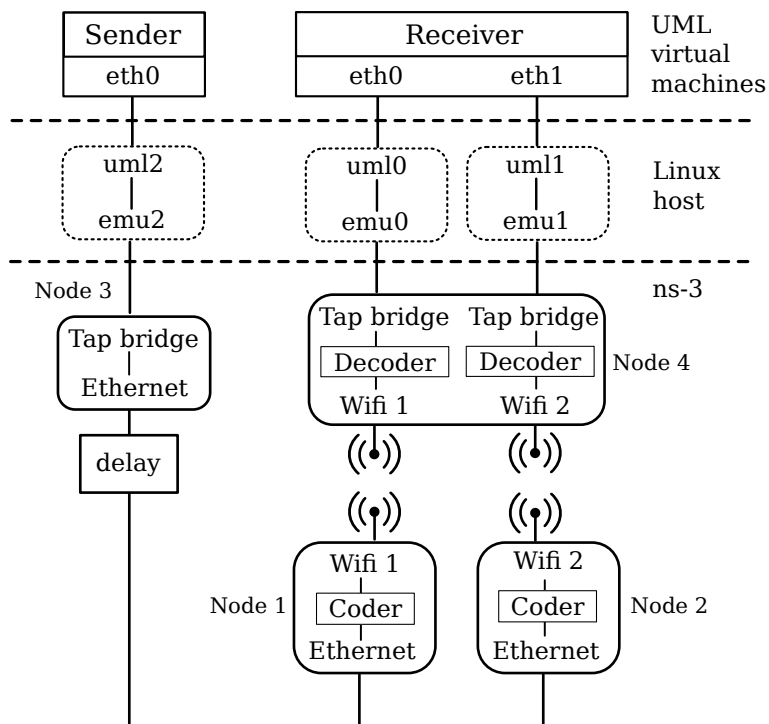 Sender
eth0
Receiver
eth0 eth1
UML
virtual
machines
uml2
emu2
uml0
emu0
uml1
emu1
Linux
host
Node 3
ns-3
Tap bridge
Ethernet
delay
Tap bridge Tap bridge
Decoder Decoder
Wifi 1 Wifi 2
Node 4
Node 1
Wifi 1
Coder
Ethernet
Wifi 2
Coder
Ethernet
Node 2